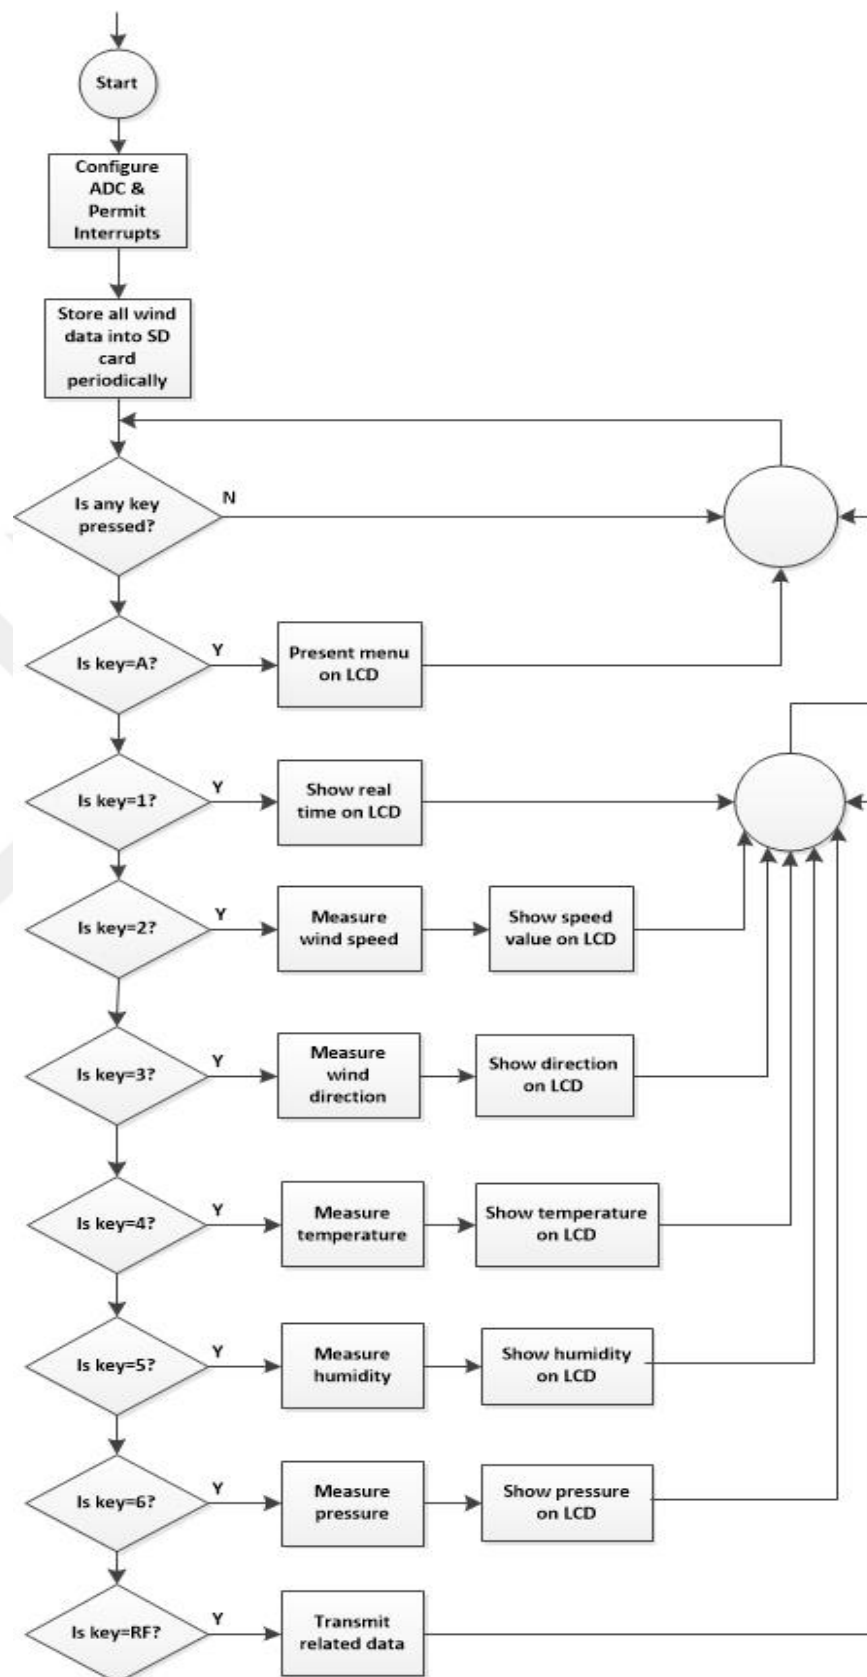 Start
Configure
ADC &
Permit
Interrupts
Store all wind
data into SD
card
periodically
Is any key
pressed?
N
Is key=A?
Y
Present menu
on LCD
Is key=1?
Y
Show real
time on LCD
Is key=2?
Y
Measure
wind speed
Show speed
value on LCD
Is key=3?
Y
Measure
wind
direction
Show direction
on LCD
Is key=4?
Y
Measure
temperature
Show temperature
on LCD
Is key=5?
Y
Measure
humidity
Show humidity
on LCD
Is key=6?
Y
Measure
pressure
Show pressure
on LCD
Is key=RF?
Y
Transmit
related data